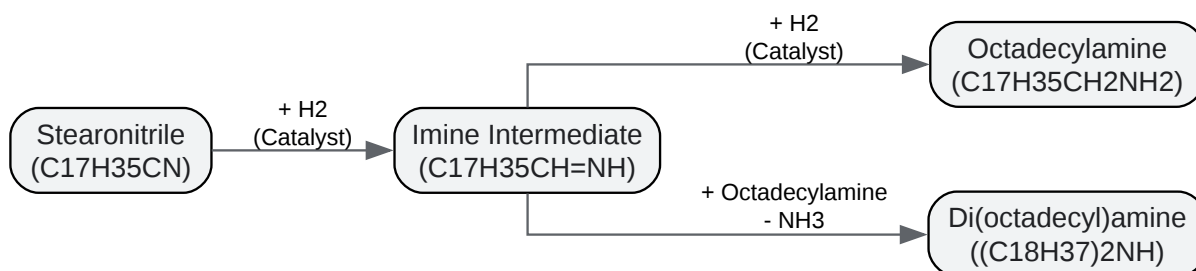 Stearonitrile
(C17H35CN)
+ H2
(Catalyst)
Imine Intermediate
(C17H35CH=NH)
+ H2
(Catalyst)
Octadecylamine
(C17H35CH2NH2)
+ Octadecylamine
- NH3
Di(octadecyl)amine
((C18H37)2NH)